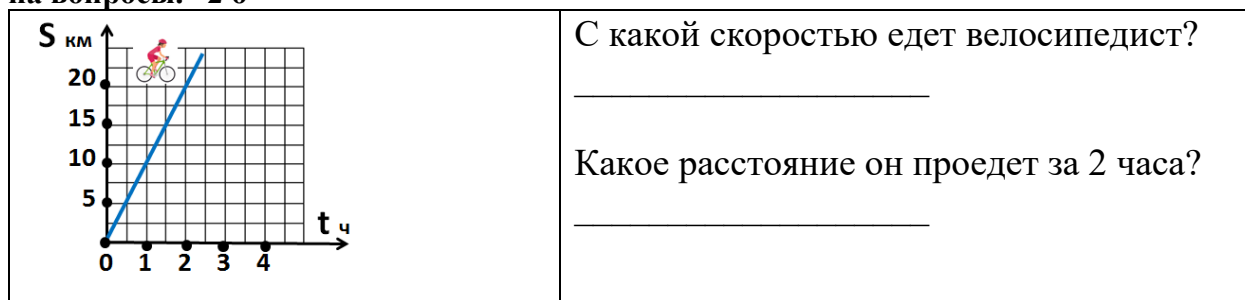 на вопросы. 2 б
S км
20
15
10
5
t ч
0 1 2 3 4
С какой скоростью едет велосипедист?
Какое расстояние он проедет за 2 часа?